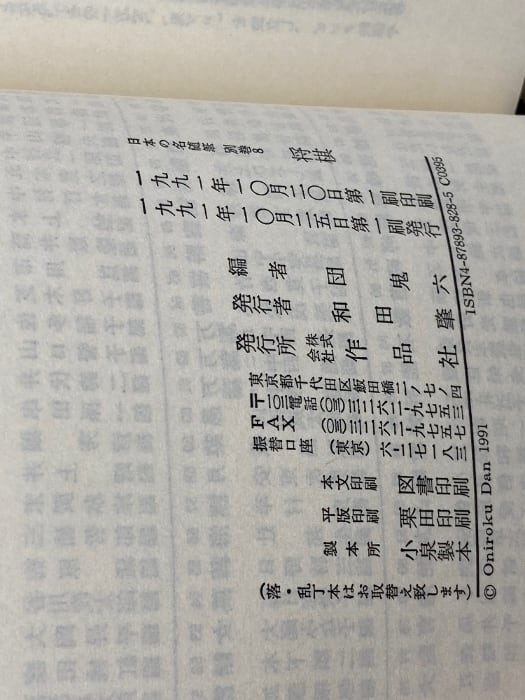 日本の名随筆 別巻8 将棋
一九九一年一〇月二〇日第一刷印刷
一九九一年一〇月二五日第一刷発行
編者 団鬼六
発行者 和田肇
発行所 株式会社 作品社
東京都千代田区飯田橋二ノ七ノ四
〒一〇二電話(〇三)三二六二-九七五三
FAX (〇三)三二六二-九七五七
振替口座 (東京)六-二七一八三
本文印刷 図書印刷
平版印刷 栗田印刷
製本所 小泉製本
(落・乱丁本はお取替え致します)
© Oniroku Dan 1991
ISBN4-87893-828-5 C0395